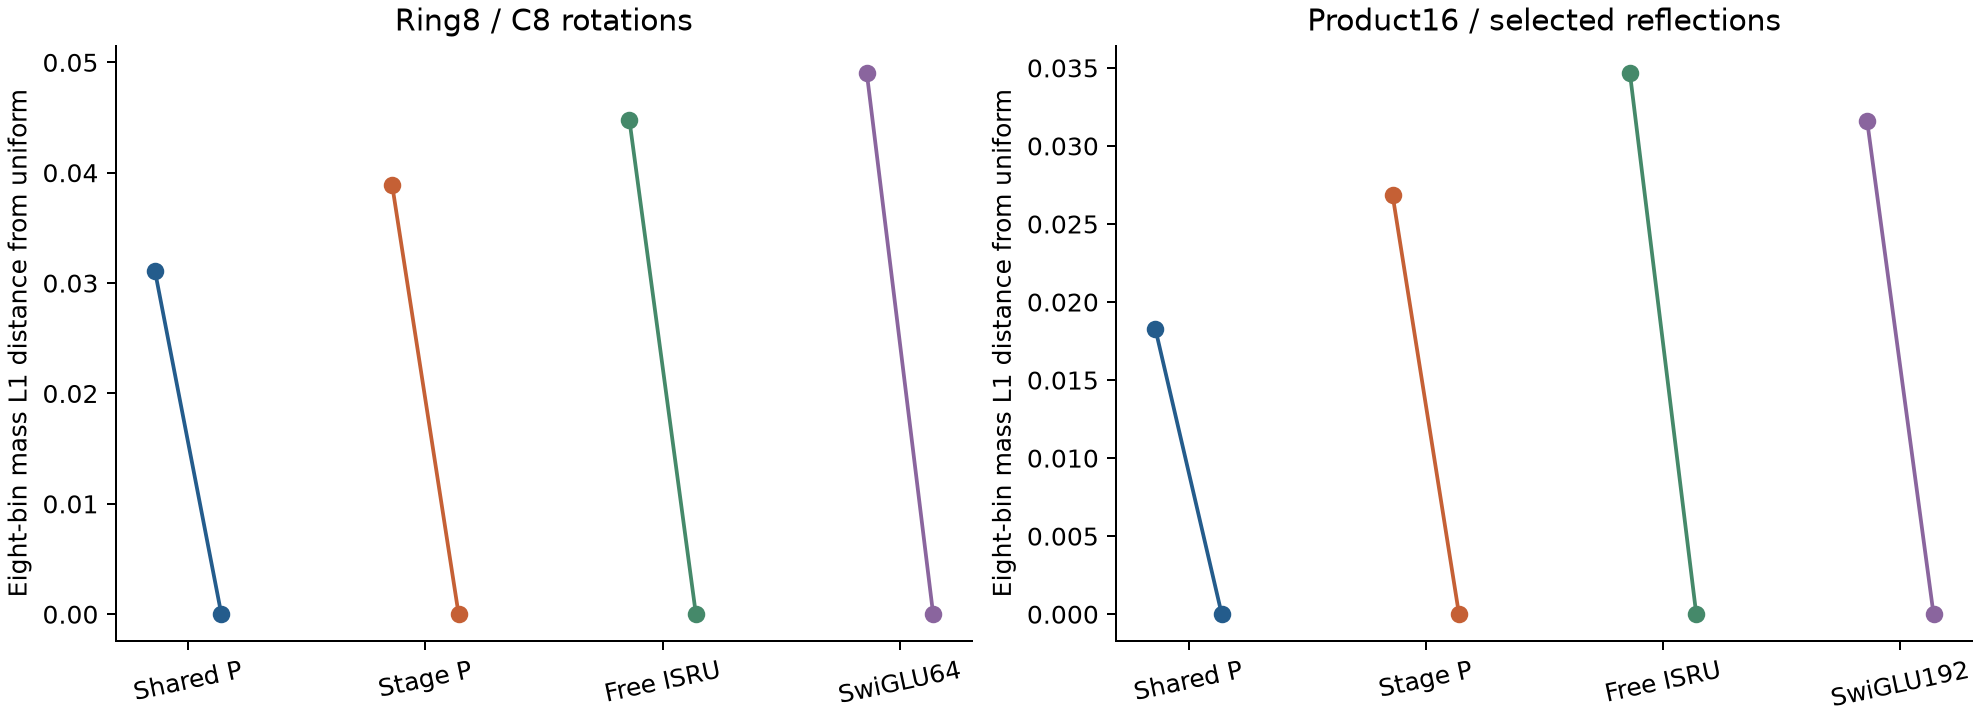 Ring8 / C8 rotations
Eight-bin mass L1 distance from uniform
0.05
0.04
0.03
0.02
0.01
0.00
Shared P
Stage P
Free ISRU
SwiGLU64
Product16 / selected reflections
Eight-bin mass L1 distance from uniform
0.035
0.030
0.025
0.020
0.015
0.010
0.005
0.000
Shared P
Stage P
Free ISRU
SwiGLU192